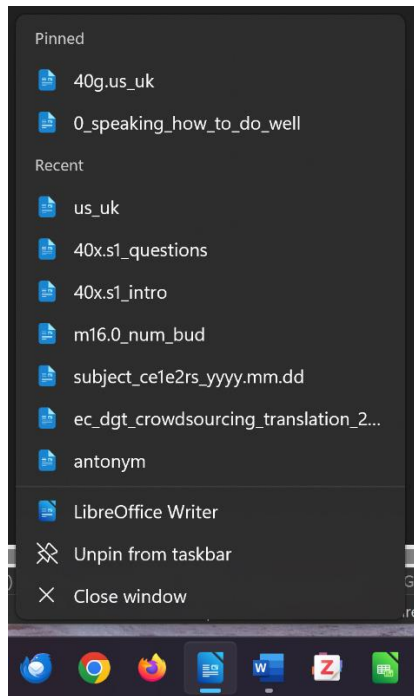 Pinned
40g.us_uk
0_speaking_how_to_do_well
Recent
us_uk
40x.s1_questions
40x.s1_intro
m16.0_num_bud
subject_ce1e2rs_yyyy.mm.dd
ec_dgt_crowdsourcing_translation_2...
antonym
LibreOffice Writer
Unpin from taskbar
Close window